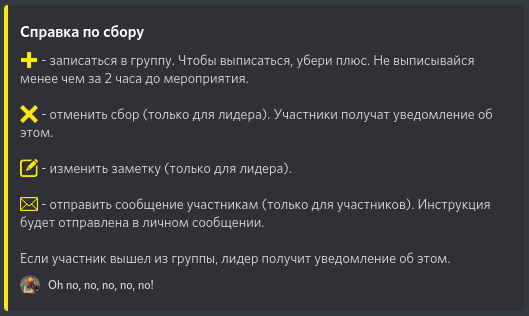 Справка по сбору
- записаться в группу. Чтобы выписаться, убери плюс. Не выписывайся
менее чем за 2 часа до мероприятия.
- отменить сбор (только для лидера). Участники получат уведомление об
этом.
- изменить заметку (только для лидера).
- отправить сообщение участникам (только для участников). Инструкция
будет отправлена в личном сообщении.
Если участник вышел из группы, лидер получит уведомление об этом.
Oh no, no, no, no, no!